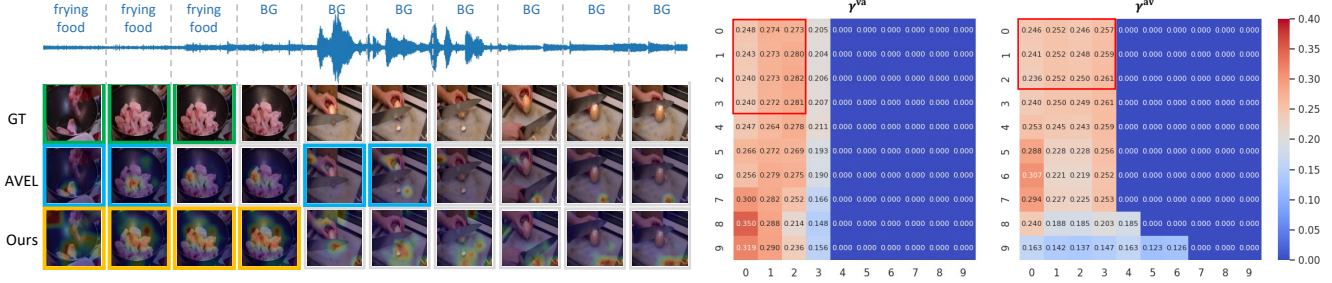 frying food frying food frying food BG BG BG BG BG BG BG
GT
AVEL
Ours
γ^va
0 0.248 0.274 0.273 0.205 0.000 0.000 0.000 0.000 0.000 0.000
1 0.243 0.273 0.280 0.204 0.000 0.000 0.000 0.000 0.000 0.000
2 0.240 0.273 0.282 0.206 0.000 0.000 0.000 0.000 0.000 0.000
3 0.240 0.272 0.281 0.207 0.000 0.000 0.000 0.000 0.000 0.000
4 0.247 0.264 0.278 0.211 0.000 0.000 0.000 0.000 0.000 0.000
5 0.266 0.272 0.269 0.193 0.000 0.000 0.000 0.000 0.000 0.000
6 0.256 0.279 0.275 0.190 0.000 0.000 0.000 0.000 0.000 0.000
7 0.300 0.282 0.252 0.166 0.000 0.000 0.000 0.000 0.000 0.000
8 0.350 0.288 0.214 0.148 0.000 0.000 0.000 0.000 0.000 0.000
9 0.319 0.290 0.236 0.156 0.000 0.000 0.000 0.000 0.000 0.000
0 1 2 3 4 5 6 7 8 9
γ^av
0 0.246 0.252 0.246 0.257 0.000 0.000 0.000 0.000 0.000 0.000
1 0.241 0.252 0.248 0.259 0.000 0.000 0.000 0.000 0.000 0.000
2 0.236 0.252 0.250 0.261 0.000 0.000 0.000 0.000 0.000 0.000
3 0.240 0.250 0.249 0.261 0.000 0.000 0.000 0.000 0.000 0.000
4 0.253 0.245 0.243 0.259 0.000 0.000 0.000 0.000 0.000 0.000
5 0.288 0.228 0.228 0.256 0.000 0.000 0.000 0.000 0.000 0.000
6 0.307 0.221 0.219 0.252 0.000 0.000 0.000 0.000 0.000 0.000
7 0.294 0.227 0.225 0.253 0.000 0.000 0.000 0.000 0.000 0.000
8 0.240 0.188 0.185 0.203 0.185 0.000 0.000 0.000 0.000 0.000
9 0.163 0.142 0.137 0.147 0.163 0.123 0.126 0.000 0.000 0.000
0 1 2 3 4 5 6 7 8 9
0.40
0.35
0.30
0.25
0.20
0.15
0.10
0.05
0.00